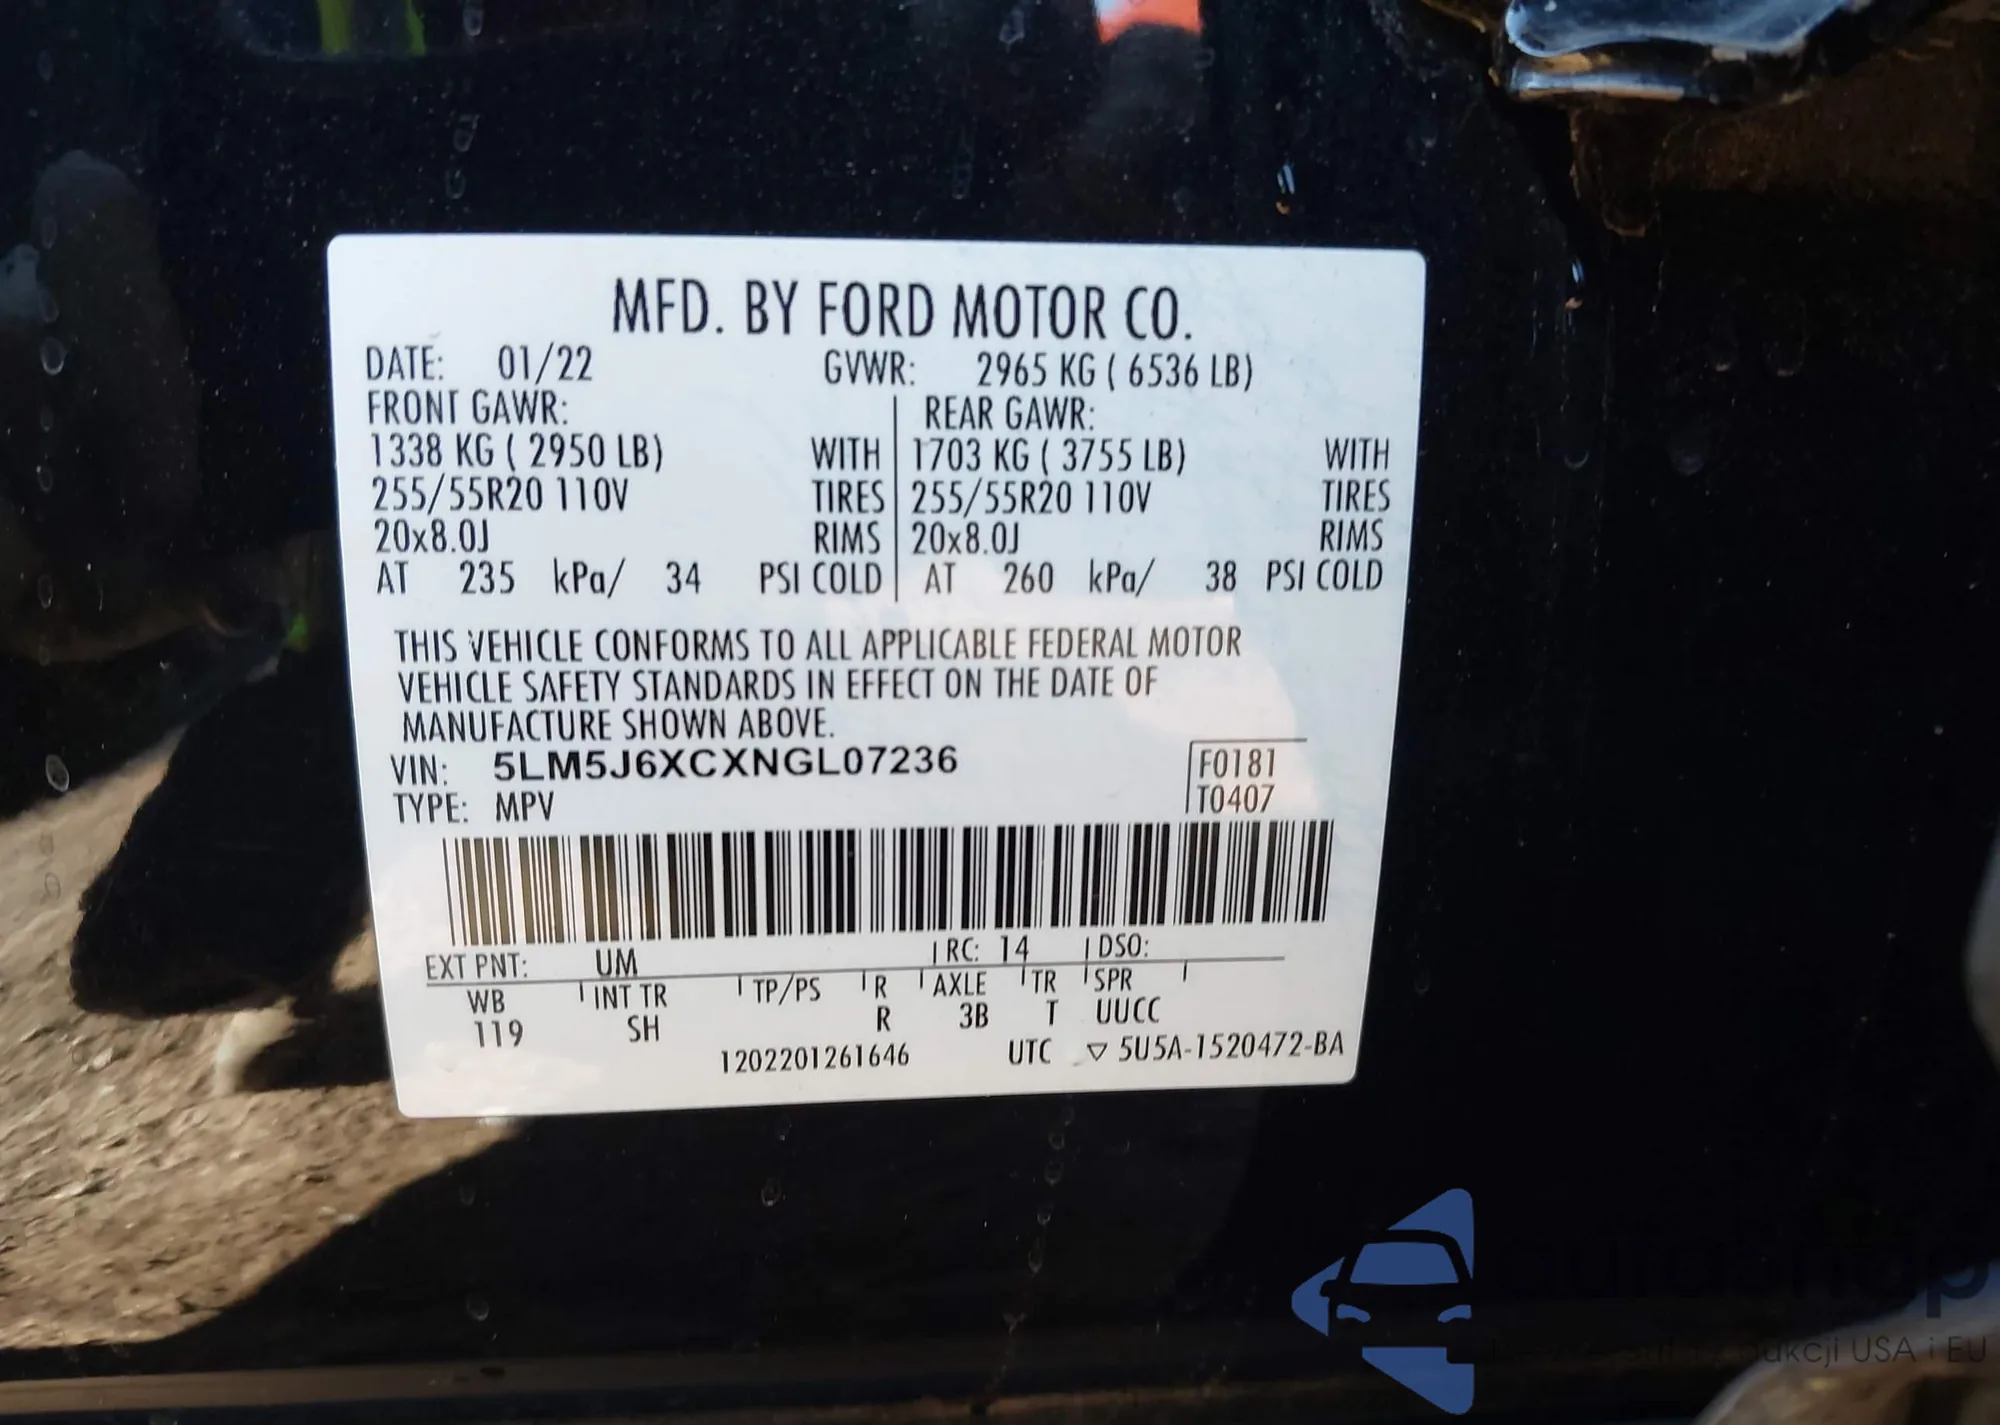 MFD. BY FORD MOTOR CO.
DATE: 01/22 GVWR: 2965 KG ( 6536 LB)
FRONT GAWR: REAR GAWR:
1338 KG ( 2950 LB) WITH 1703 KG ( 3755 LB) WITH
255/55R20 110V TIRES 255/55R20 110V TIRES
20x8.0J RIMS 20x8.0J RIMS
AT 235 kPa/ 34 PSI COLD AT 260 kPa/ 38 PSI COLD
THIS VEHICLE CONFORMS TO ALL APPLICABLE FEDERAL MOTOR
VEHICLE SAFETY STANDARDS IN EFFECT ON THE DATE OF
MANUFACTURE SHOWN ABOVE.
VIN: 5LM5J6XCXNGL07236 F0181
TYPE: MPV T0407
EXT PNT: UM RC: 14 DSO:
WB INT TR TP/PS R AXLE TR SPR
119 SH R 3B T UUCC
1202201261646 UTC ▽ 5U5A-1520472-BA
USA i EU